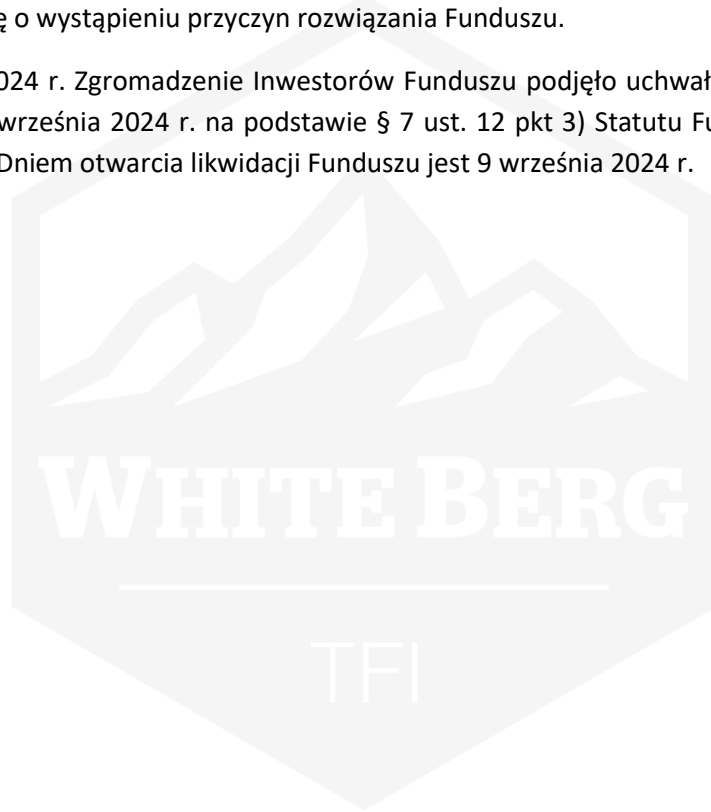 ę o wystąpieniu przyczyn rozwiązania Funduszu.
024 r. Zgromadzenie Inwestorów Funduszu podjęło uchwał
września 2024 r. na podstawie § 7 ust. 12 pkt 3) Statutu Fu
Dniem otwarcia likwidacji Funduszu jest 9 września 2024 r.
WHITE BERG
TFI